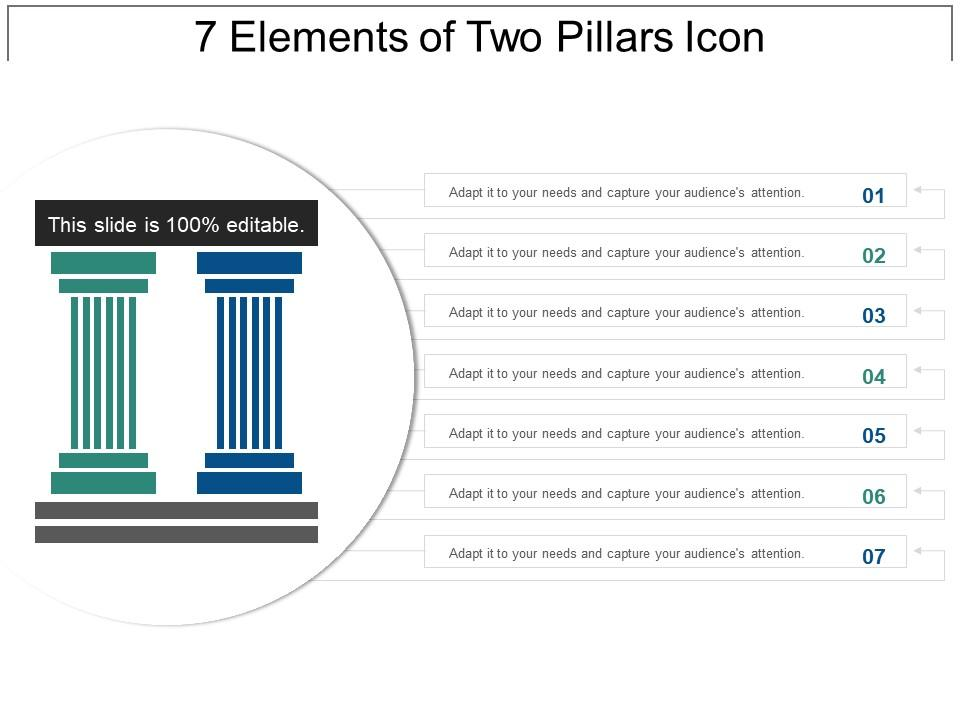 7 Elements of Two Pillars Icon
This slide is 100% editable.
Adapt it to your needs and capture your audience's attention. 01
Adapt it to your needs and capture your audience's attention. 02
Adapt it to your needs and capture your audience's attention. 03
Adapt it to your needs and capture your audience's attention. 04
Adapt it to your needs and capture your audience's attention. 05
Adapt it to your needs and capture your audience's attention. 06
Adapt it to your needs and capture your audience's attention. 07